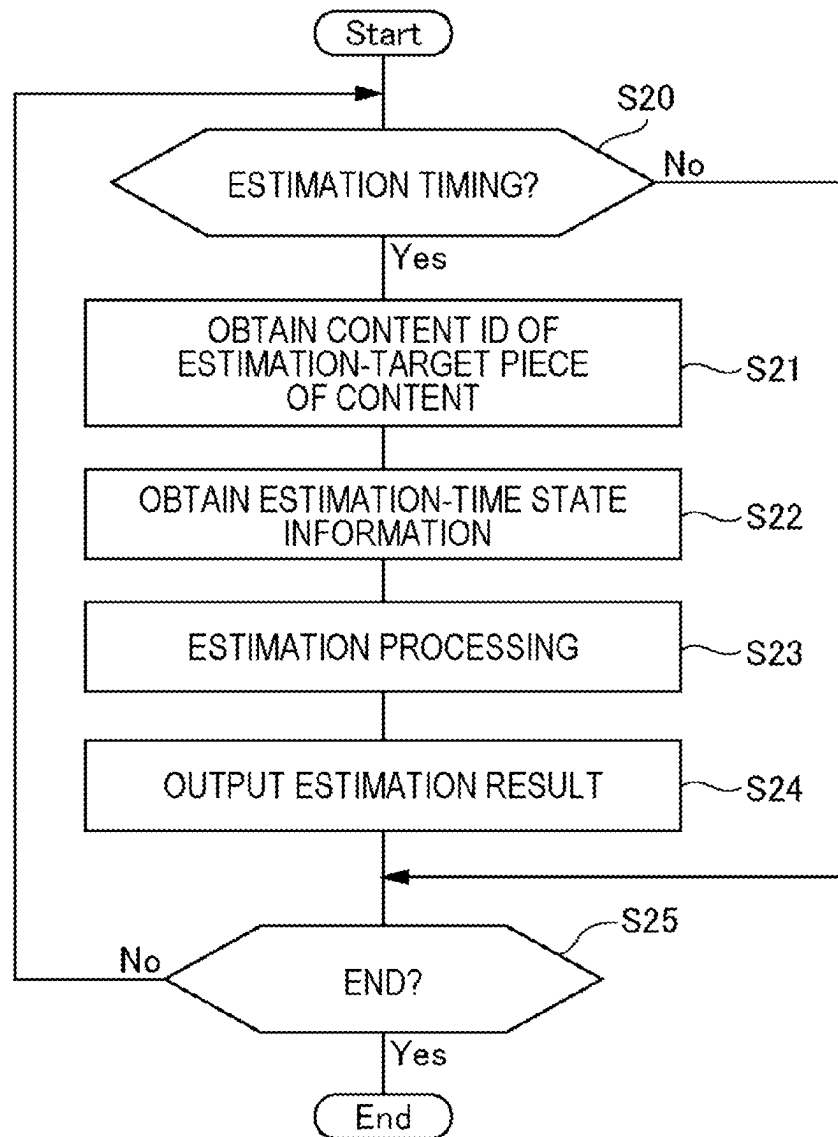 Start
S20
ESTIMATION TIMING?
No
Yes
OBTAIN CONTENT ID OF
ESTIMATION-TARGET PIECE
OF CONTENT
S21
OBTAIN ESTIMATION-TIME STATE
INFORMATION
S22
ESTIMATION PROCESSING
S23
OUTPUT ESTIMATION RESULT
S24
S25
No
END?
Yes
End